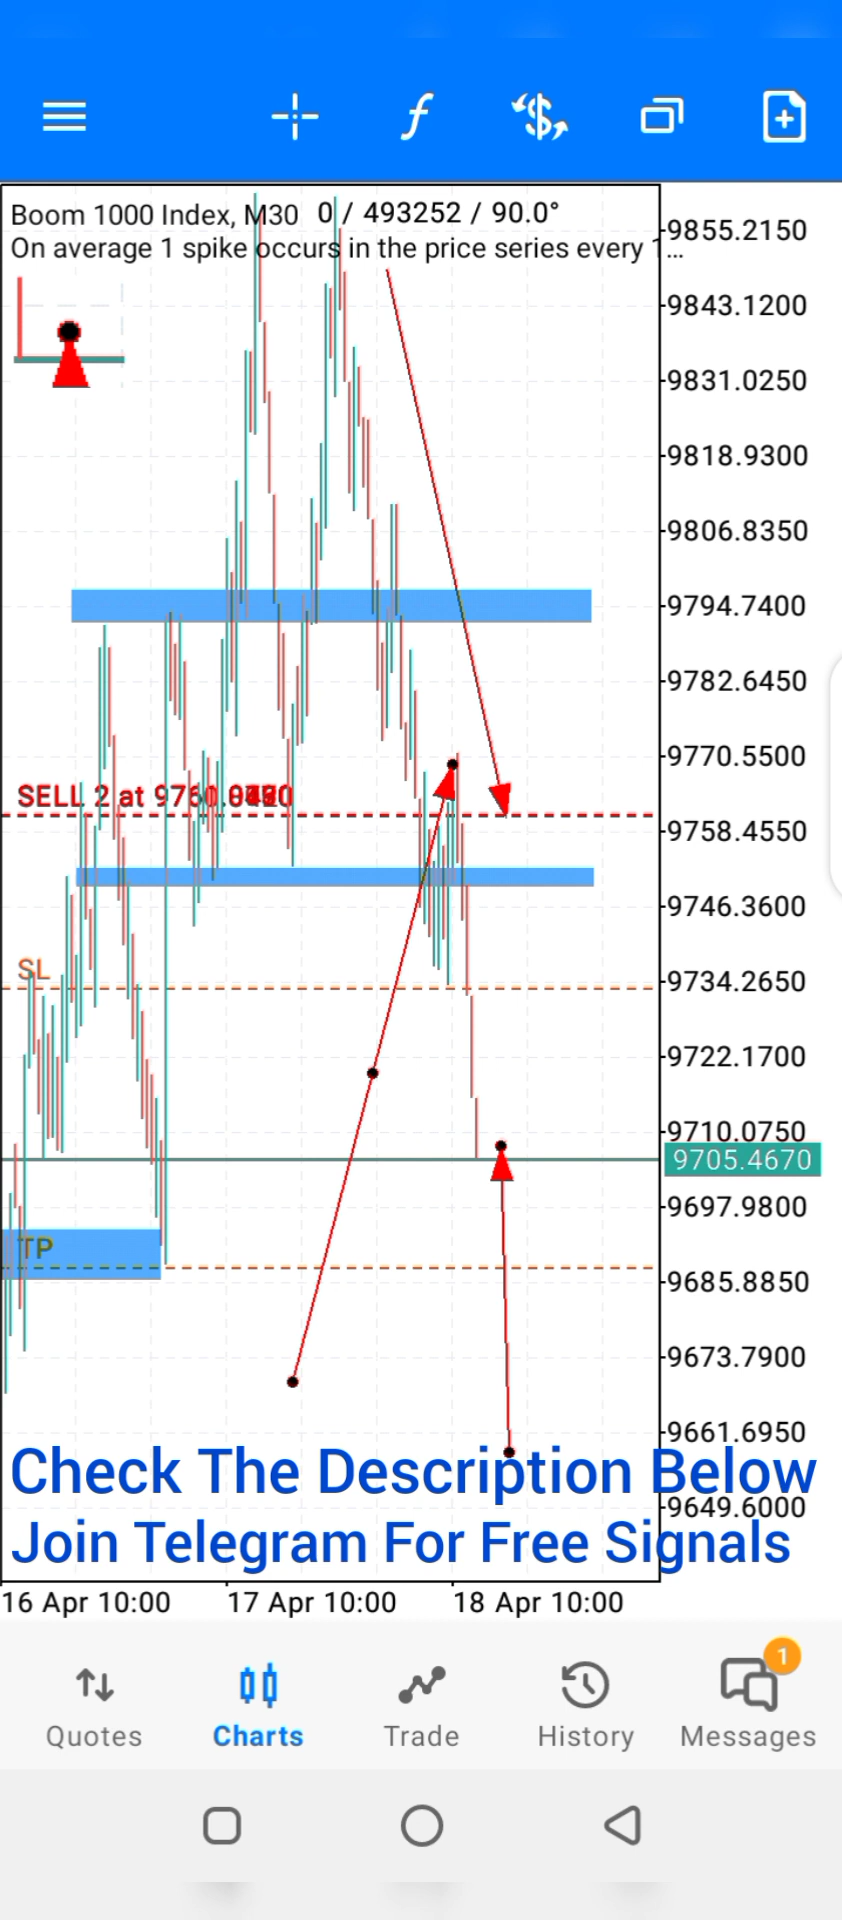 Boom 1000 Index, M30 0 / 493252 / 90.0°
On average 1 spike occurs in the price series every 1...
9855.2150
9843.1200
9831.0250
9818.9300
9806.8350
9794.7400
9782.6450
9770.5500
SELL 2 at
9758.4550
9746.3600
SL
9734.2650
9722.1700
9710.0750
9705.4670
9697.9800
TP
9685.8850
9673.7900
9661.6950
Check The Description Below
9649.6000
Join Telegram For Free Signals
16 Apr 10:00 17 Apr 10:00 18 Apr 10:00
1
Quotes Charts Trade History Messages